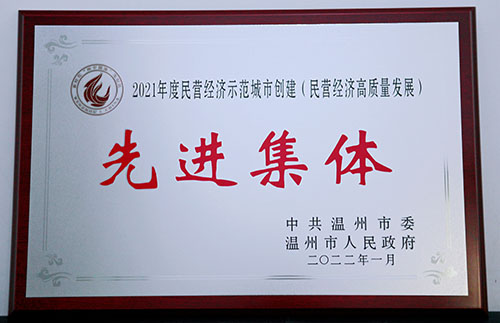 2021年度民营经济示范城市创建（民营经济高质量发展）
先进集体
中共温州市委
温州市人民政府
二〇二二年一月